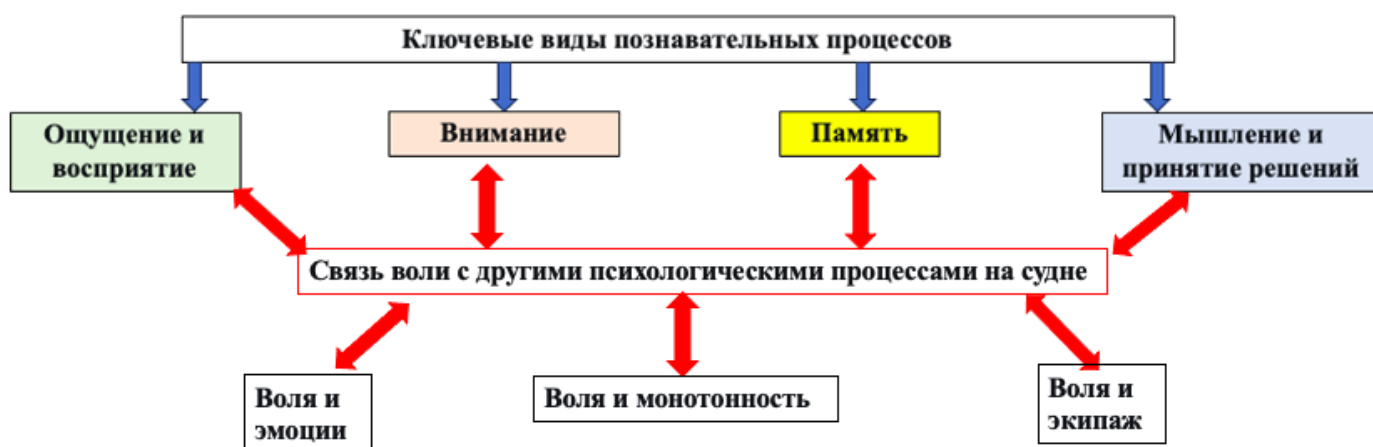 Ключевые виды познавательных процессов
Ощущение и
восприятие
Внимание
Память
Мышление и
принятие решений
Связь воли с другими психологическими процессами на судне
Воля и
эмоции
Воля и монотонность
Воля и
экипаж